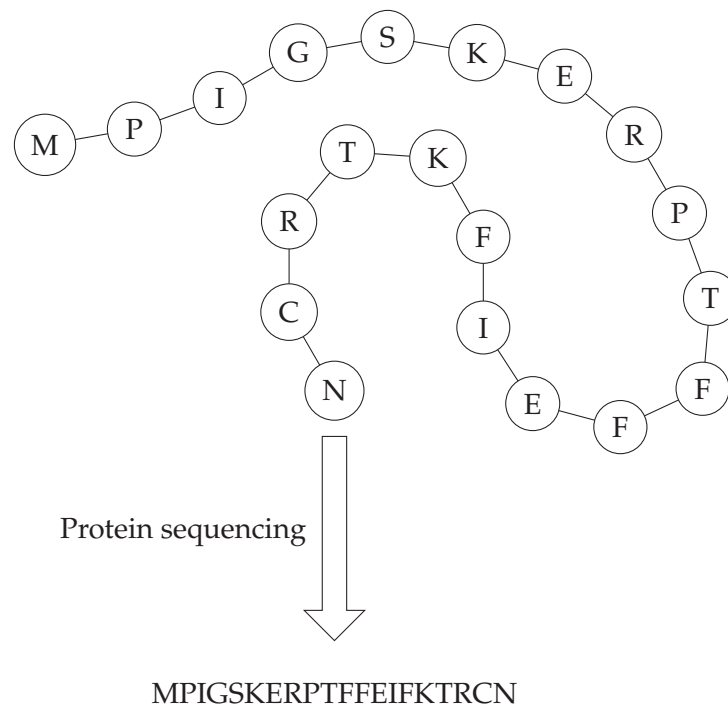 M
P
I
G
S
K
E
R
P
T
F
F
E
I
F
K
T
R
C
N
Protein sequencing
MPIGSKERPTFFEIFKTRCN